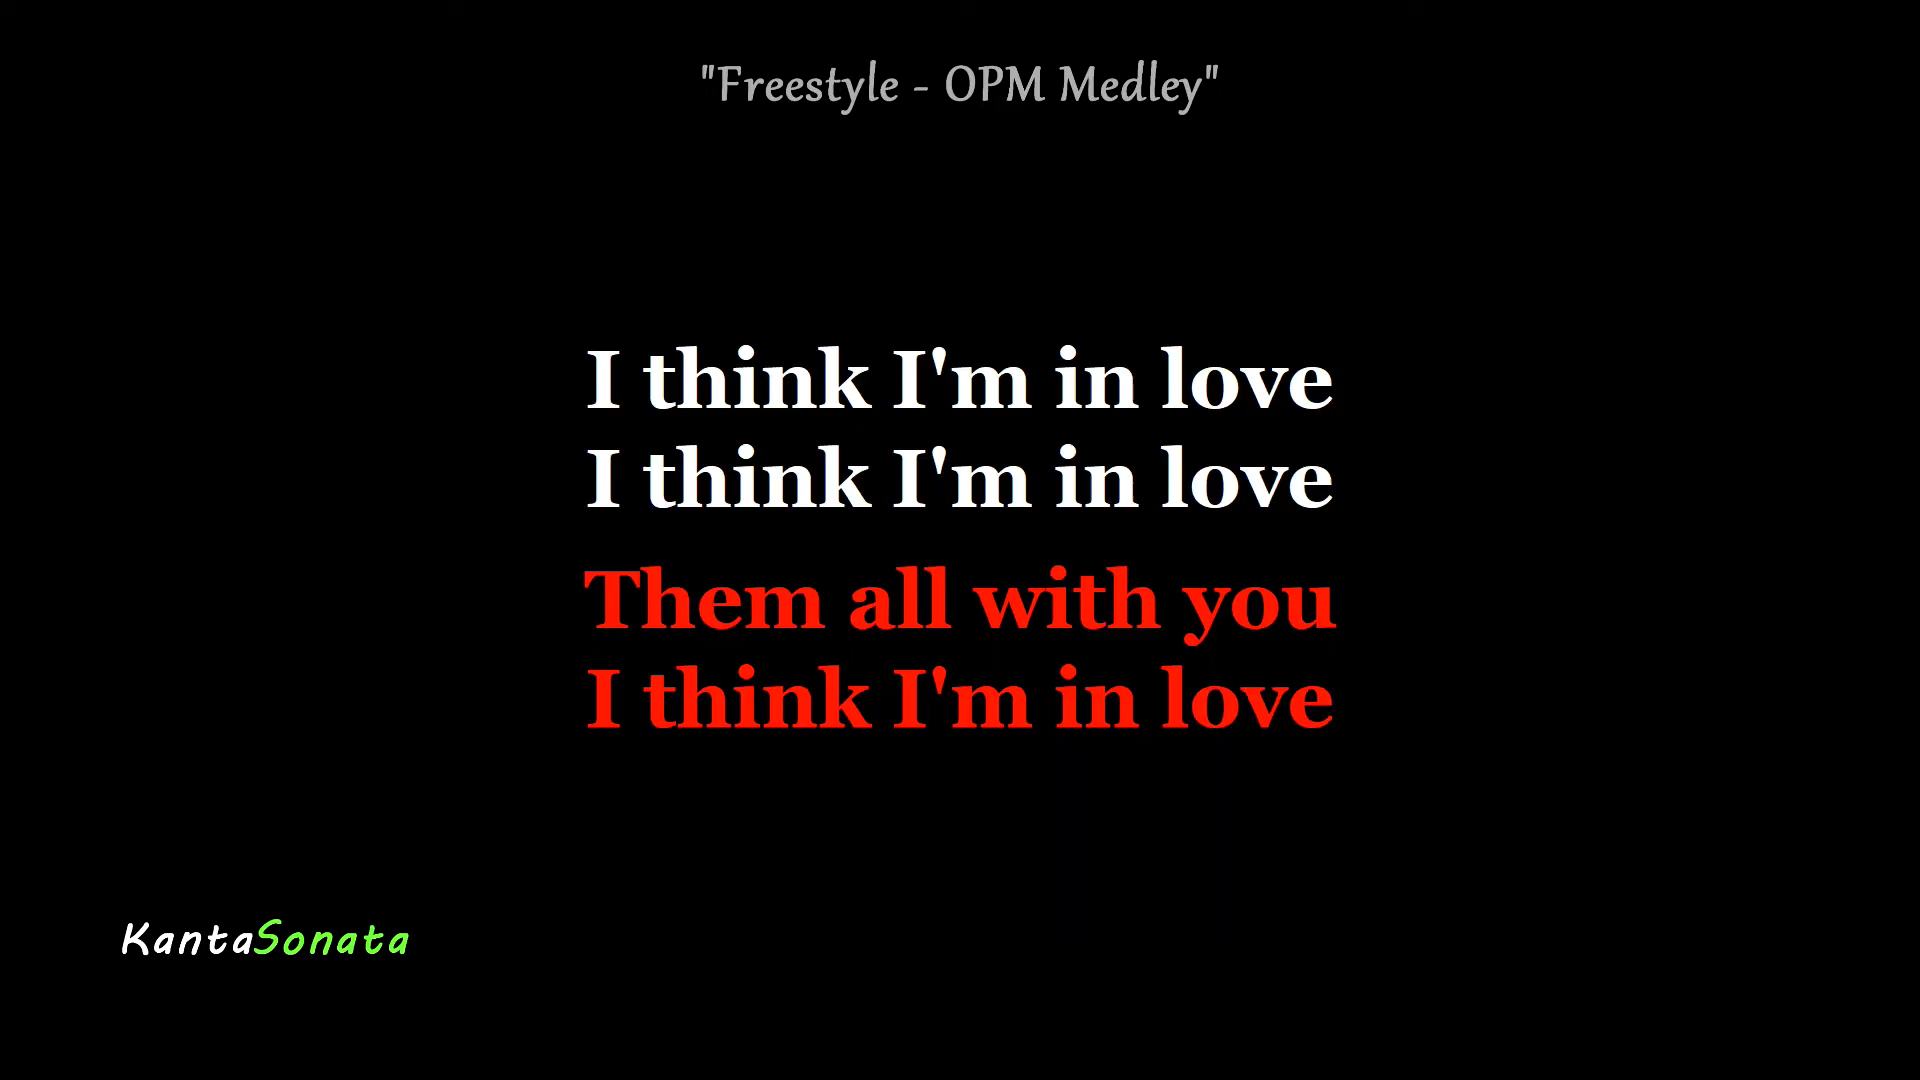 "Freestyle - OPM Medley"
I think I'm in love
I think I'm in love
Them all with you
I think I'm in love
KantaSonata